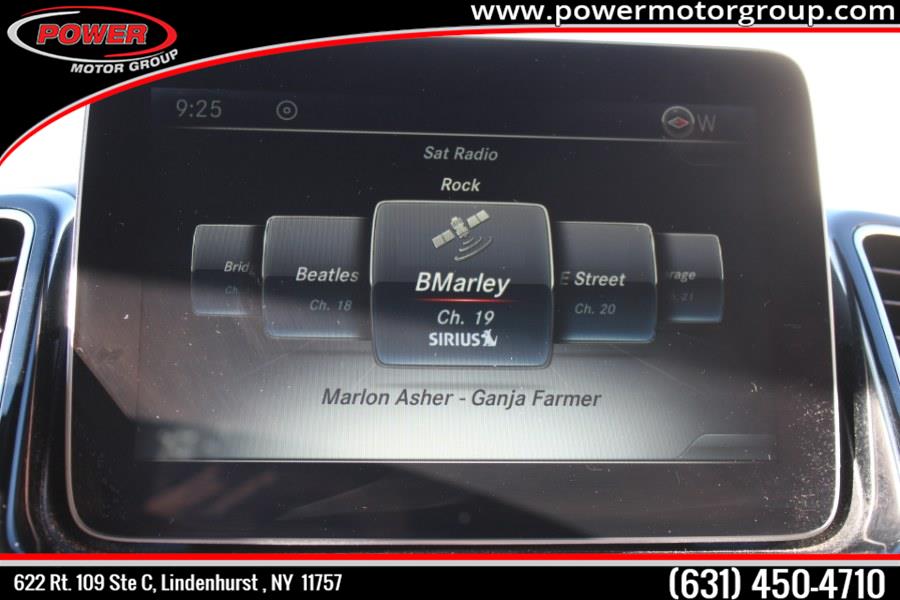 POWER
MOTOR GROUP
www.powermotorgroup.com
9:25
W
Sat Radio
Rock
Beatles
Ch. 18
BMarley
Ch. 19
SIRIUS
E Street
Ch. 20
Marlon Asher - Ganja Farmer
622 Rt. 109 Ste C, Lindenhurst , NY 11757
(631) 450-4710